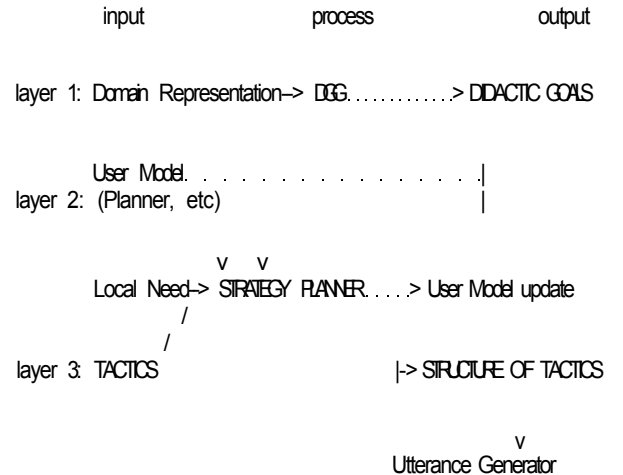 input process output
layer 1: Domain Representation–> DGG.............> DIDACTIC GOALS
User Model. . . . . . . . . . . . . . . . .|
layer 2: (Planner, etc) |
v v
Local Need–> STRATEGY PLANNER. . . . .> User Model update
/
/
layer 3: TACTICS |-> STRUCTURE OF TACTICS
v
Utterance Generator